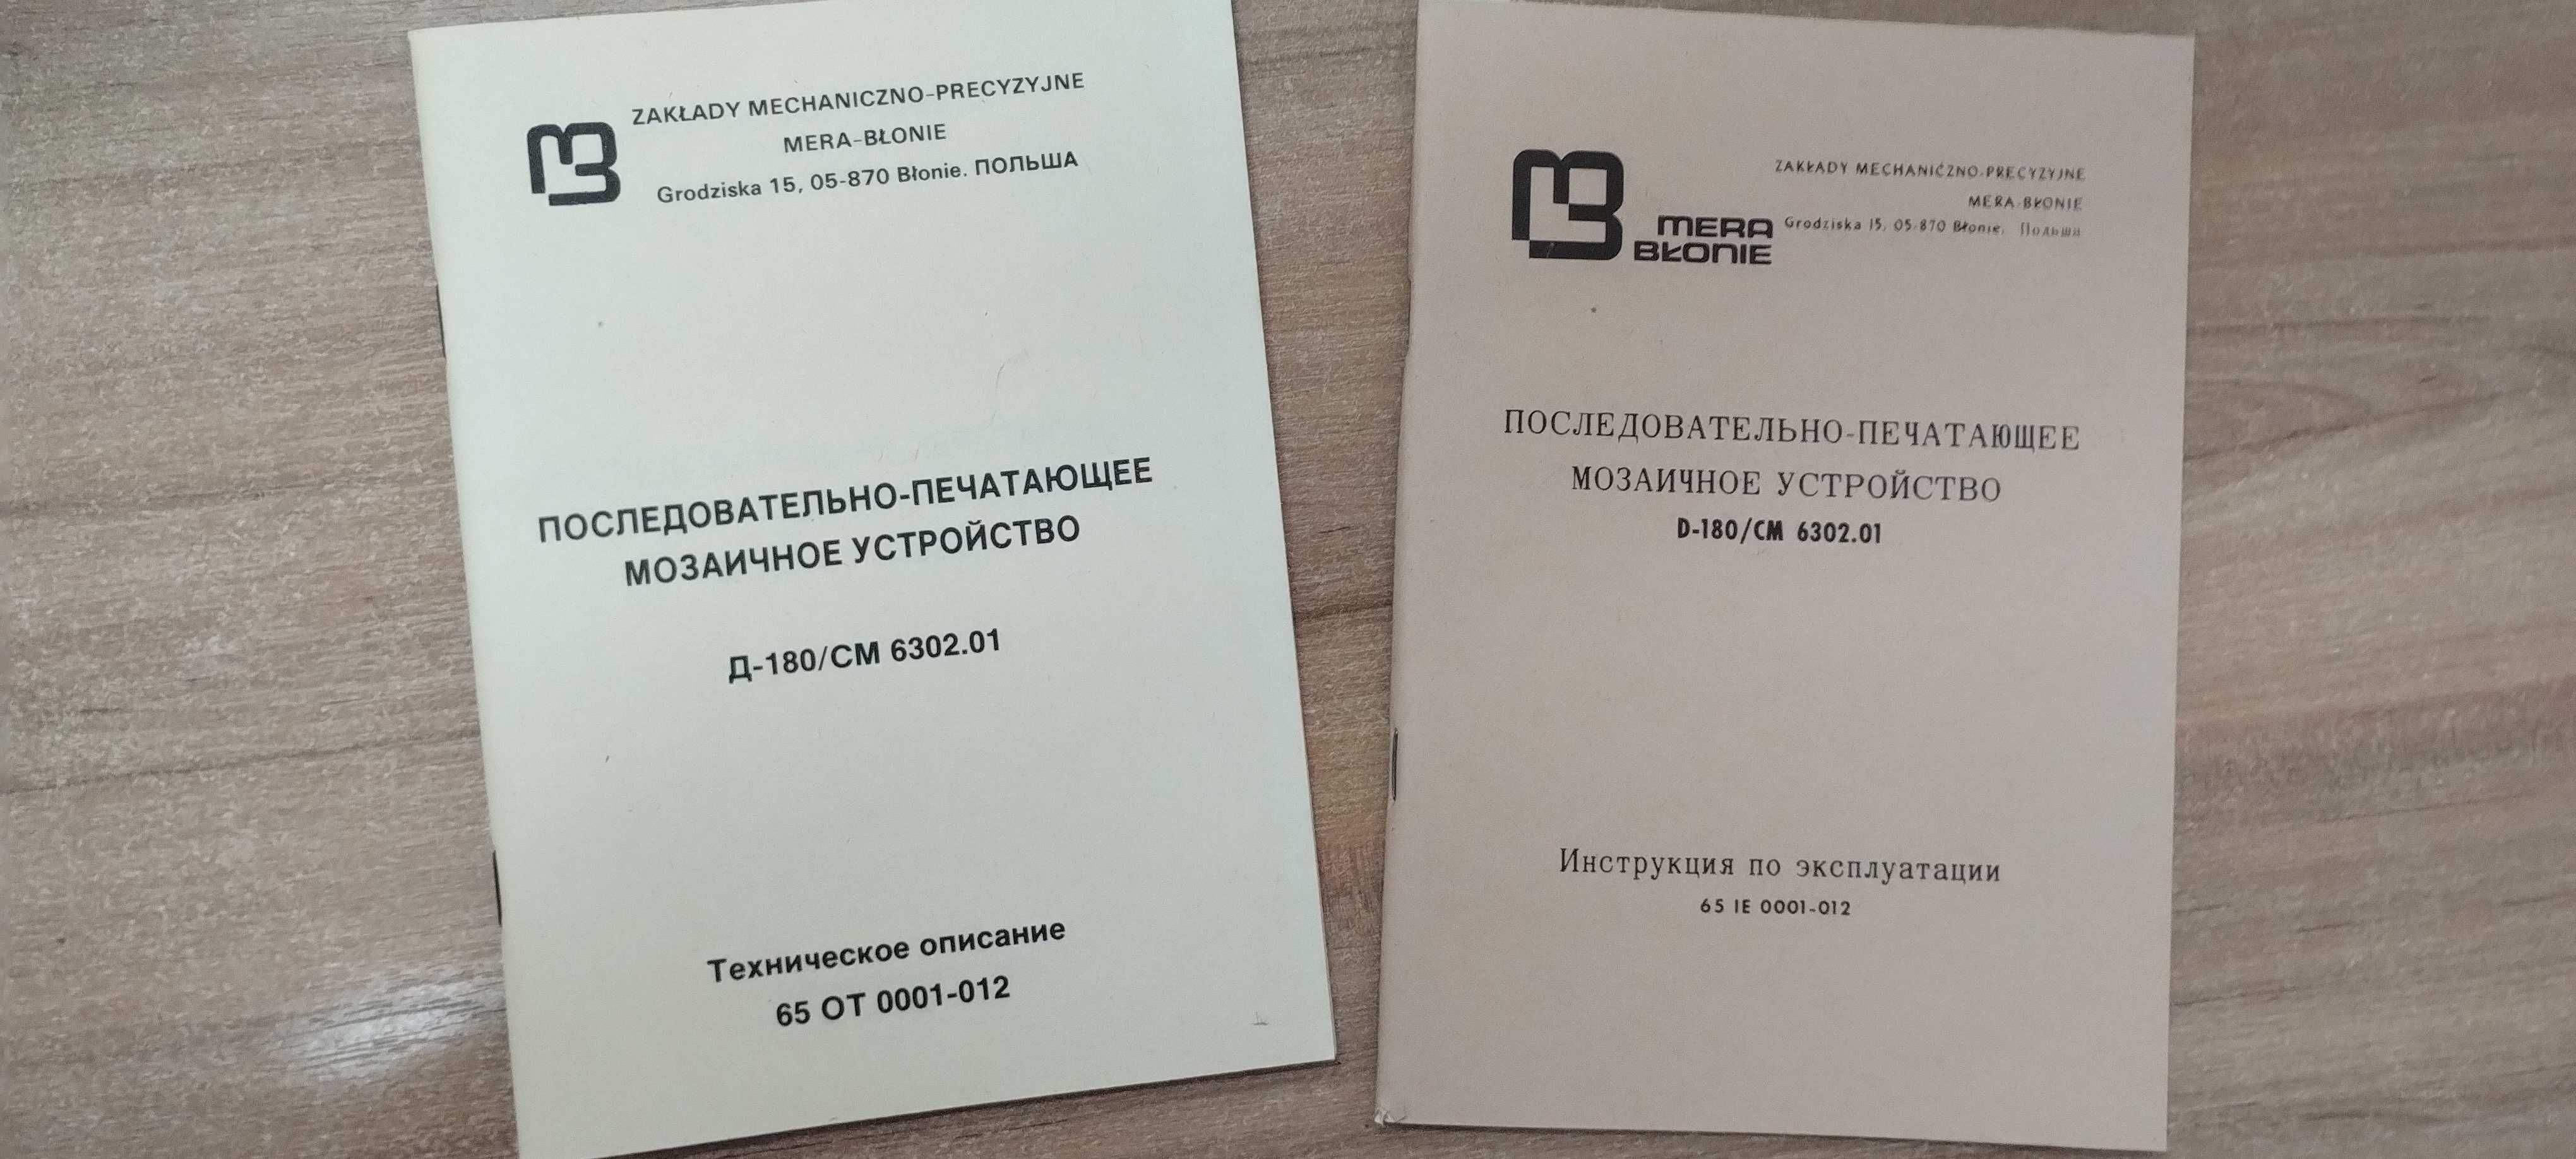 ZAKŁADY MECHANICZNO-PRECYZYJNE
MERA-BŁONIE
Grodziska 15, 05-870 Błonie. ПОЛЬША
ПОСЛЕДОВАТЕЛЬНО-ПЕЧАТАЮЩЕЕ
МОЗАИЧНОЕ УСТРОЙСТВО
Д-180/СМ 6302.01
Техническое описание
65 ОТ 0001-012
MERA
BŁONIE
ZAKŁADY MECHANICZNO-PRECYZYJNE
MERA-BŁONIE
Grodziska 15, 05-870 Błonie, Польша
ПОСЛЕДОВАТЕЛЬНО-ПЕЧАТАЮЩЕЕ
МОЗАИЧНОЕ УСТРОЙСТВО
D-180/CM 6302.01
Инструкция по эксплуатации
65 IE 0001-012